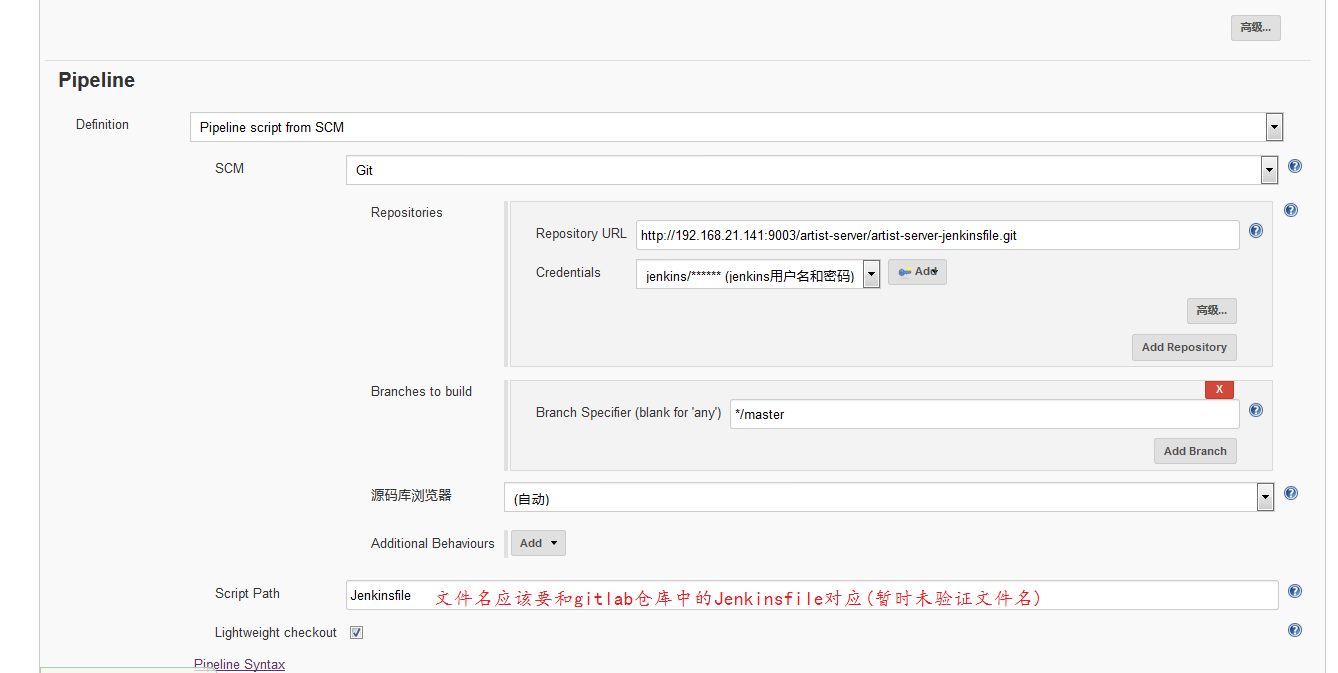 高级...
Pipeline
Definition
Pipeline script from SCM
SCM
Git
Repositories
Repository URL http://192.168.21.141:9003/artist-server/artist-server-jenkinsfile.git
Credentials jenkins/****** (jenkins用户名和密码) Add
高级...
Add Repository
Branches to build
X
Branch Specifier (blank for 'any') */master
Add Branch
源码库浏览器 (自动)
Additional Behaviours Add
Script Path Jenkinsfile 文件名应该要和gitlab仓库中的Jenkinsfile对应(暂时未验证文件名)
Lightweight checkout
Pipeline Syntax